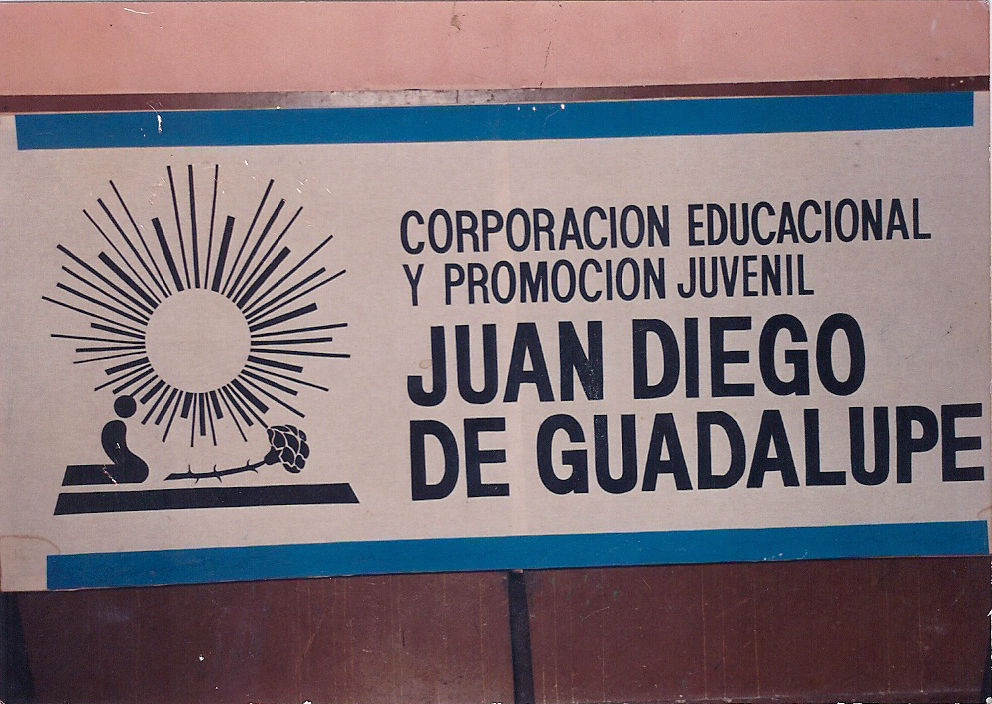 CORPORACION EDUCACIONAL
Y PROMOCION JUVENIL
JUAN DIEGO
DE GUADALUPE